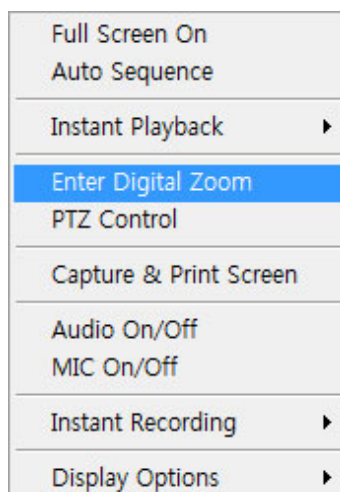 Full Screen On
Auto Sequence
Instant Playback
Enter Digital Zoom
PTZ Control
Capture & Print Screen
Audio On/Off
MIC On/Off
Instant Recording
Display Options